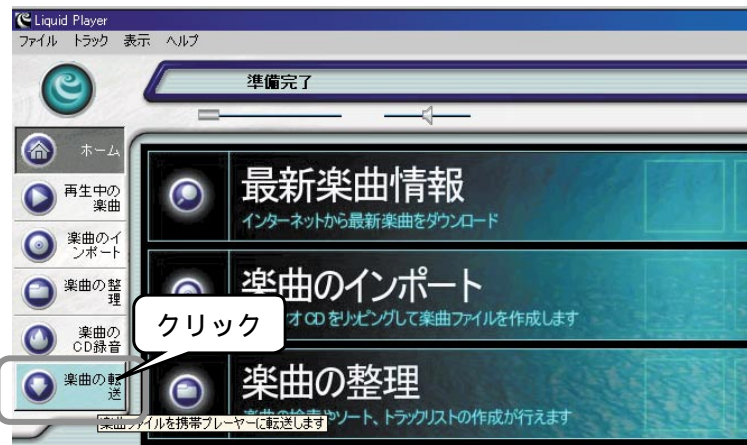 Liquid Player
ファイル トラック 表示 ヘルプ
準備完了
ホーム
再生中の
楽曲
楽曲のイ
ンポート
楽曲の整
理
楽曲の
CD録音
楽曲の転
送
クリック
楽曲ファイルを携帯プレーヤーに転送します
最新楽曲情報
インターネットから最新楽曲をダウンロード
楽曲のインポート
オ CD をリッピングして楽曲ファイルを作成します
楽曲の整理
ソート、トラックリストの作成が行えます